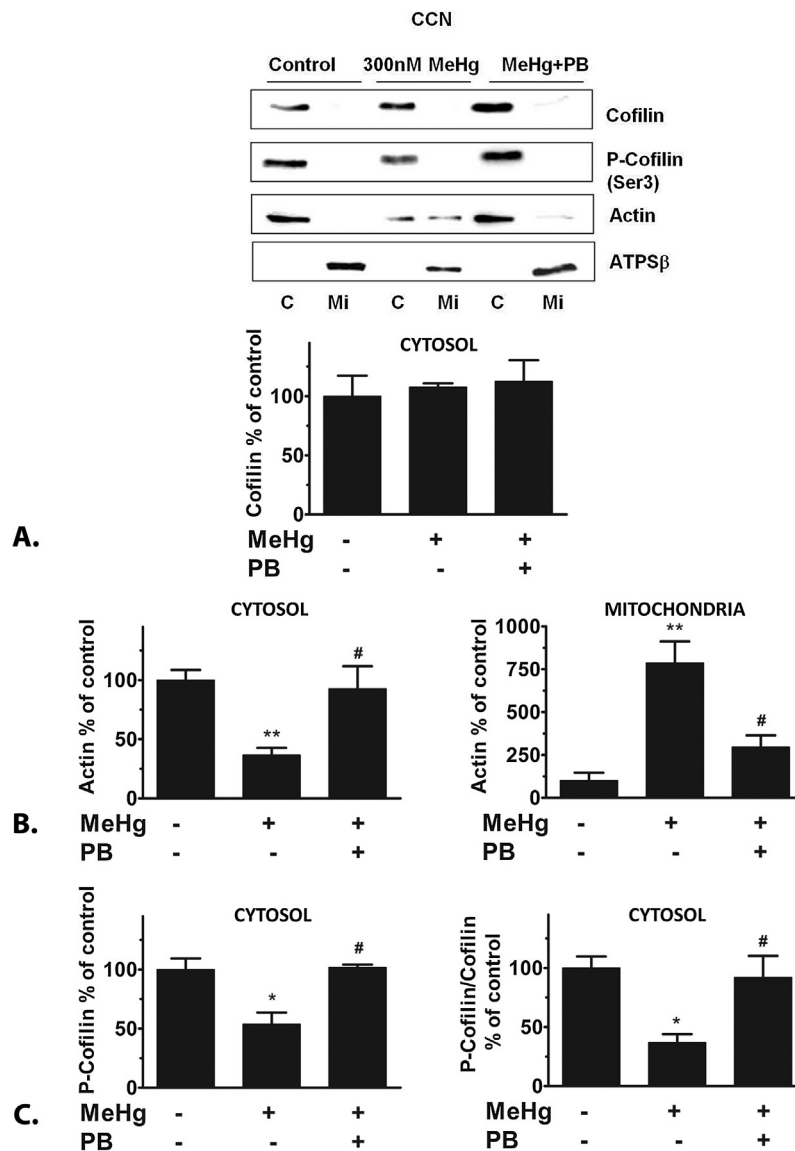 CCN
Control 300nM MeHg MeHg+PB
Cofilin
P-Cofilin
(Ser3)
Actin
ATPSβ
C Mi C Mi C Mi
CYTOSOL
Cofilin % of control
100
50
0
A.
MeHg - + +
PB - - +
CYTOSOL
Actin % of control
100
50
0
**
#
MeHg - + +
PB - - +
MITOCHONDRIA
Actin % of control
1000
750
500
250
0
**
#
MeHg - + +
PB - - +
B.
CYTOSOL
P-Cofilin % of control
100
50
0
*
#
MeHg - + +
PB - - +
CYTOSOL
P-Cofilin/Cofilin
% of control
100
50
0
*
#
MeHg - + +
PB - - +
C.